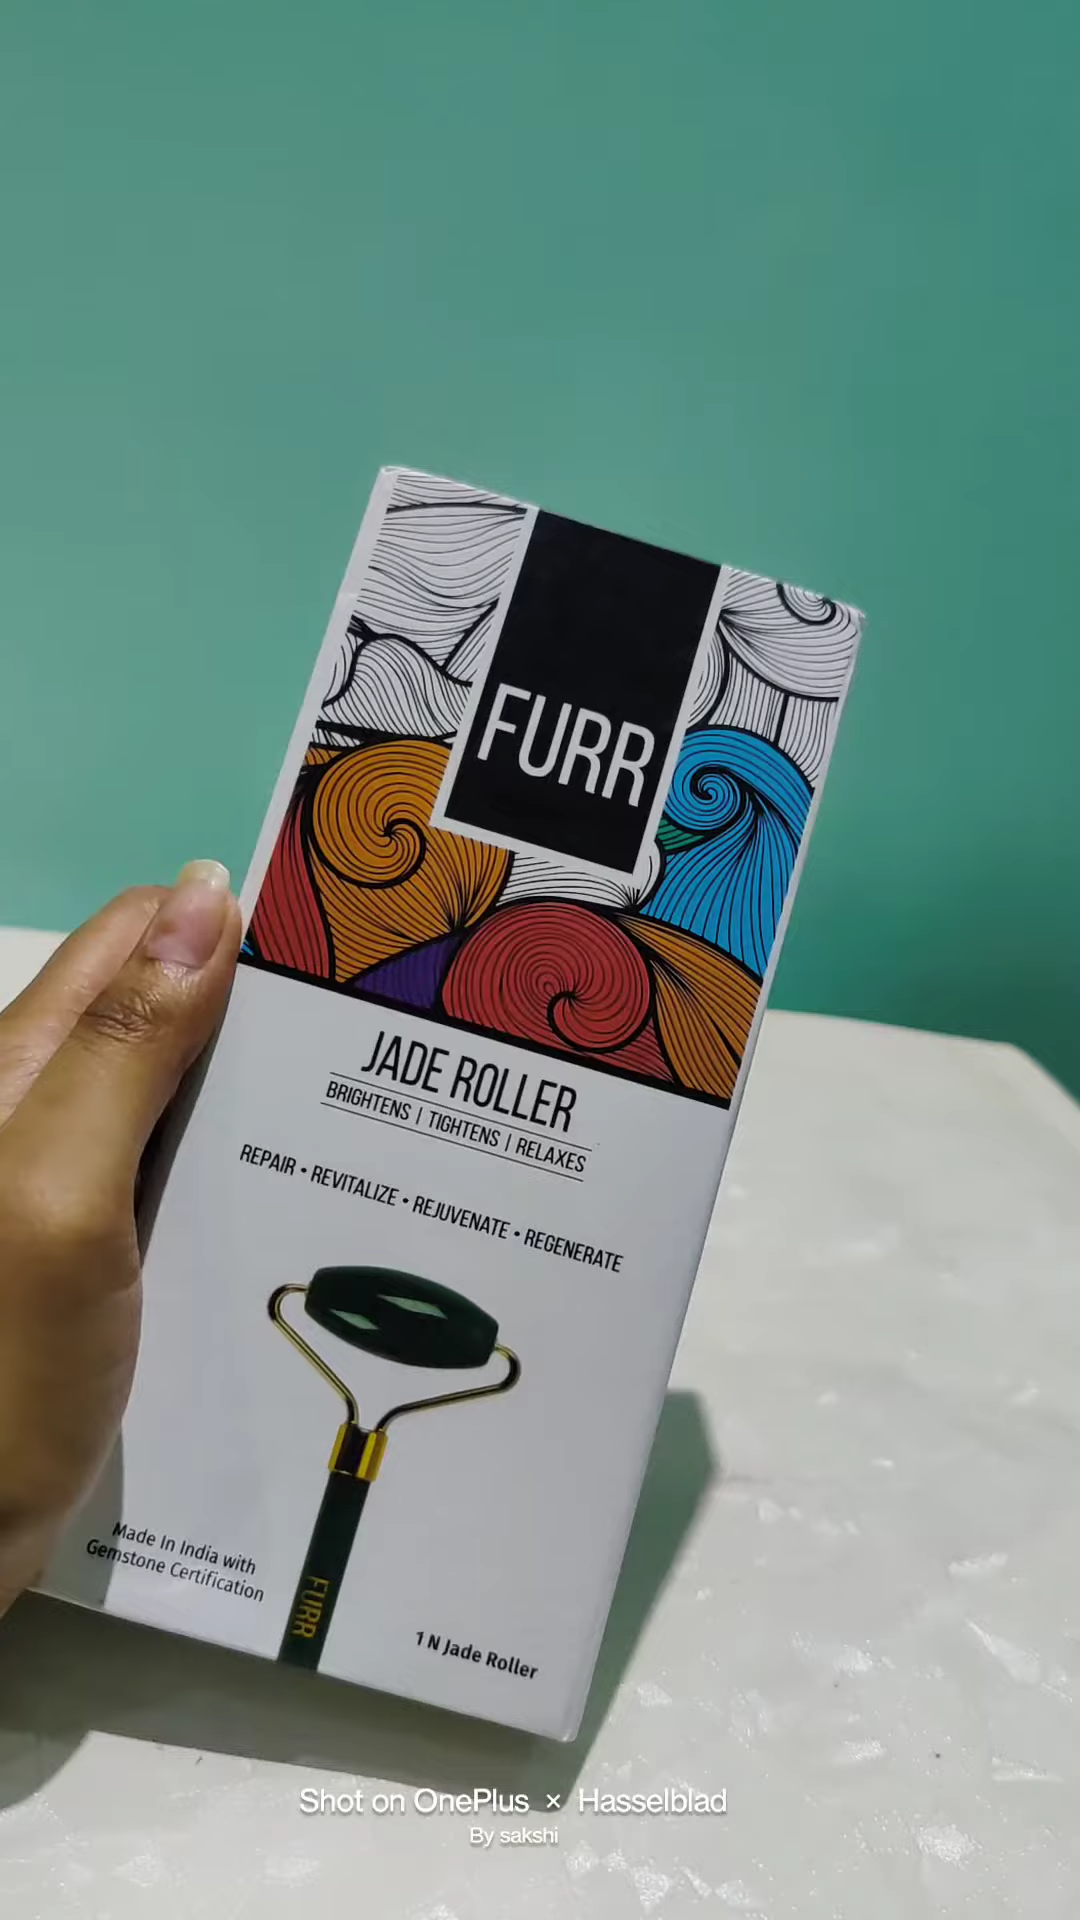 FURR
JADE ROLLER
BRIGHTENS | TIGHTENS | RELAXES
REPAIR • REVITALIZE • REJUVENATE • REGENERATE
FURR
Made In India with
Gemstone Certification
1 N Jade Roller
Shot on OnePlus × Hasselblad
By sakshi